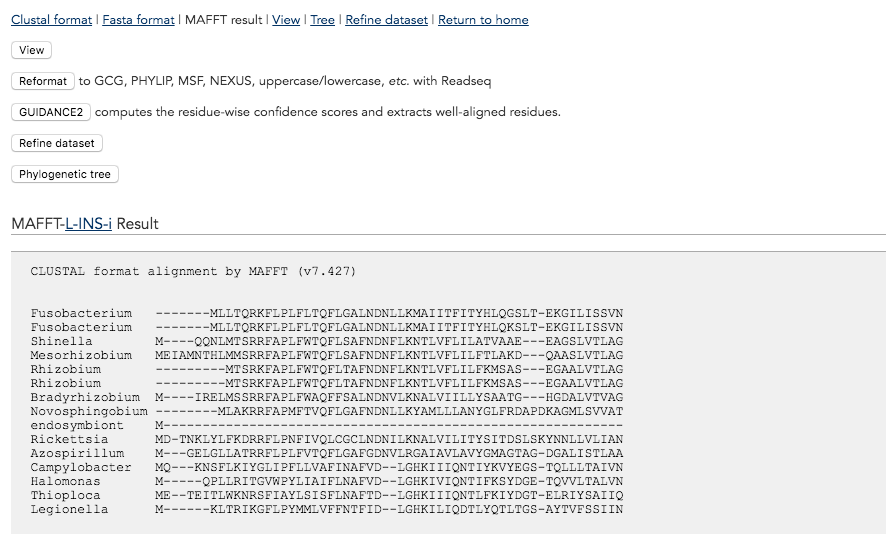 Clustal format | Fasta format | MAFFT result | View | Tree | Refine dataset | Return to home
View
Reformat to GCG, PHYLIP, MSF, NEXUS, uppercase/lowercase, etc. with Readseq
GUIDANCE2 computes the residue-wise confidence scores and extracts well-aligned residues.
Refine dataset
Phylogenetic tree
MAFFT-L-INS-i Result
CLUSTAL format alignment by MAFFT (v7.427)
Fusobacterium -------MLLTQRKFLPLFLTQFLGALNDNLLKMAIITFITYHLQGSLT-EKGILISSVN
Fusobacterium -------MLLTQRKFLPLFLTQFLGALNDNLLKMAIITFITYHLQKSLT-EKGILISSVN
Shinella M----QQNLMTSRRFAPLFWTQFLSAFNDNFLKNTLVFLILATVAAE---EAGSLVTLAG
Mesorhizobium MEIAMNTHLMMSRRFAPLFWTQFLSAFNDNFLKNTLVFLILFTLAKD---QAASLVTLAG
Rhizobium ---------MTSRKFAPLFWTQFLTAFNDNFLKNTLVFLILFKMSAS---EGAALVTLAG
Rhizobium ---------MTSRKFAPLFWTQFLTAFNDNFLKNTLVFLILFKMSAS---EGAALVTLAG
Bradyrhizobium M----IRELMSSRRFAPLFWAQFFSALNDNVLKNALVIILLYSAATG---HGDALVTVAG
Novosphingobium --------MLAKRRFAPMFTVQFLGAFNDNLLKYAMLLLANYGLFRDAPDKAGMLSVVAT
endosymbiont M-----------------------------------------------------------
Rickettsia MD-TNKLYLFKDRRFLPNFIVQLCGCLNDNILKNALVILITYSITDSLSKYNNLLVLIAN
Azospirillum M---GELGLLATRRFLPLFVTQFLGAFGDNVLRGAIAVLAVYGMAGTAG-DGALISTLAA
Campylobacter MQ---KNSFLKIYGLIPFLLVAFINAFVD--LGHKIIIQNTIYKVYEGS-TQLLLTAIVN
Halomonas M-----QPLLRITGVWPYLIAIFLNAFVD--LGHKIVIQNTIFKSYDGE-TQVVLTALVN
Thioploca ME--TEITLWKNRSFIAYLSISFLNAFTD--LGHKIIIQNTLFKIYDGT-ELRIYSAIIQ
Legionella M------KLTRIKGFLPYMMLVFFNTFID--LGHKILIQDTLYQTLTGS-AYTVFSSIIN